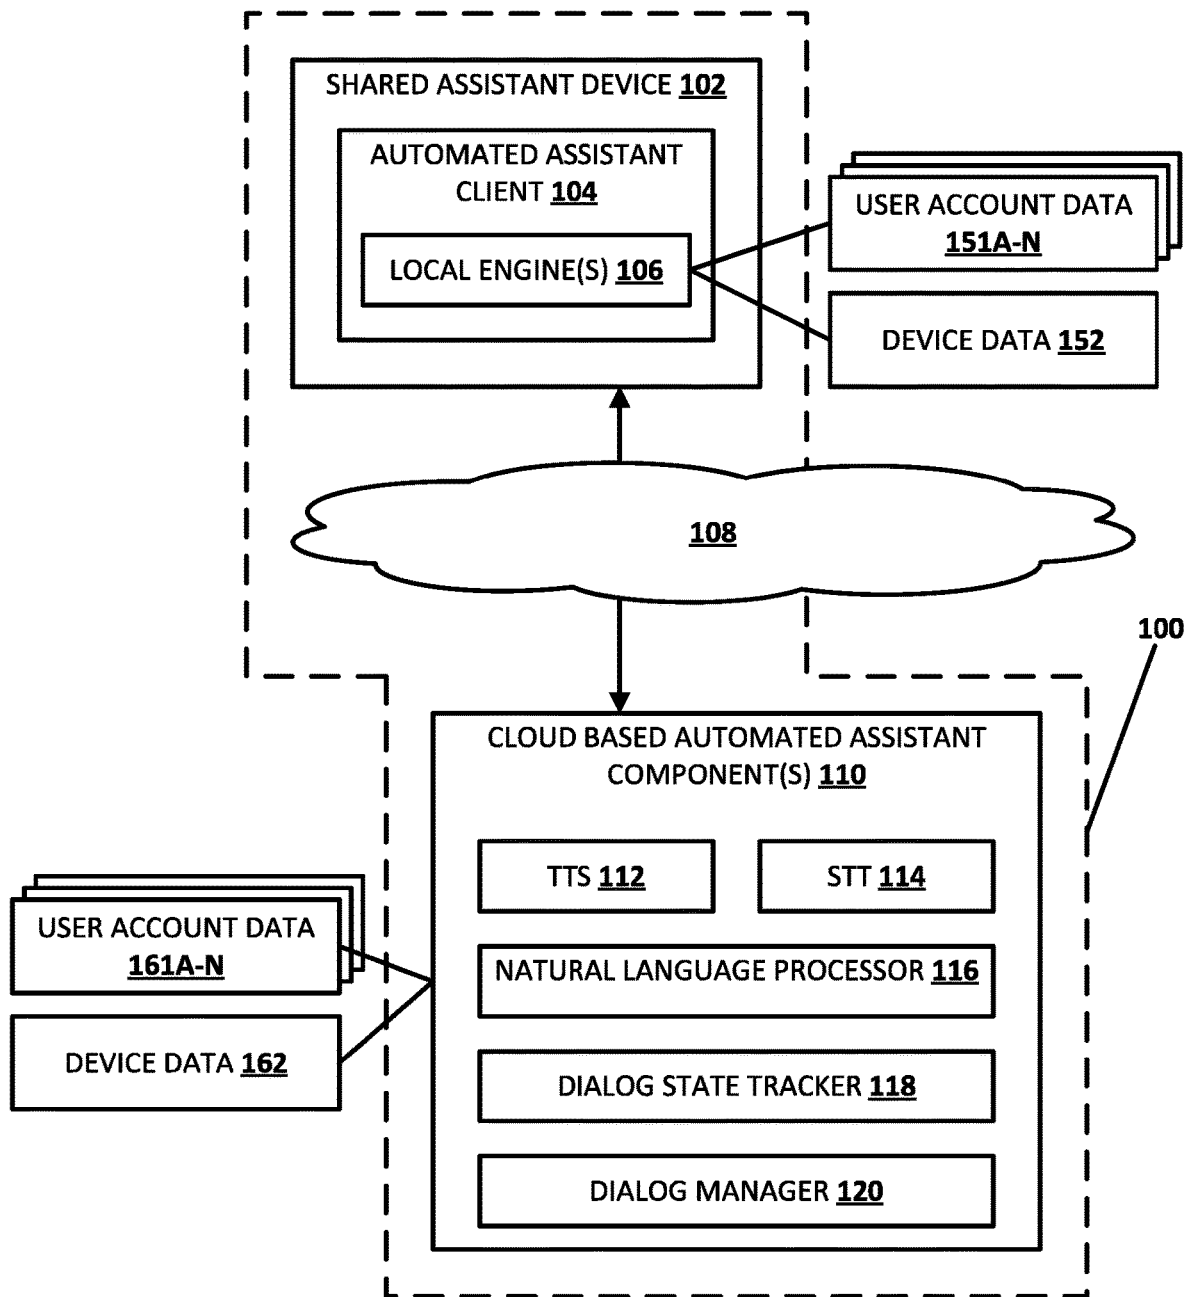 SHARED ASSISTANT DEVICE 102
AUTOMATED ASSISTANT
CLIENT 104
LOCAL ENGINE(S) 106
USER ACCOUNT DATA
151A-N
DEVICE DATA 152
108
100
CLOUD BASED AUTOMATED ASSISTANT
COMPONENT(S) 110
TTS 112
STT 114
USER ACCOUNT DATA
161A-N
DEVICE DATA 162
NATURAL LANGUAGE PROCESSOR 116
DIALOG STATE TRACKER 118
DIALOG MANAGER 120